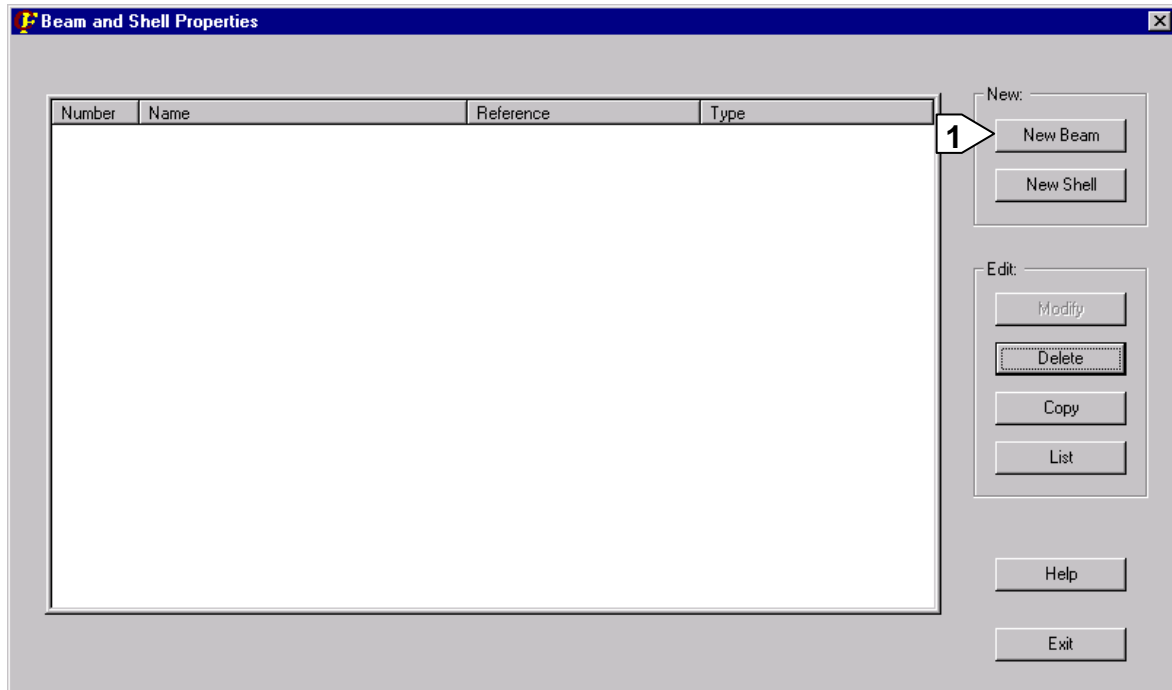 Beam and Shell Properties
Number Name Reference Type
New:
1
New Beam
New Shell
Edit:
Modify
Delete
Copy
List
Help
Exit